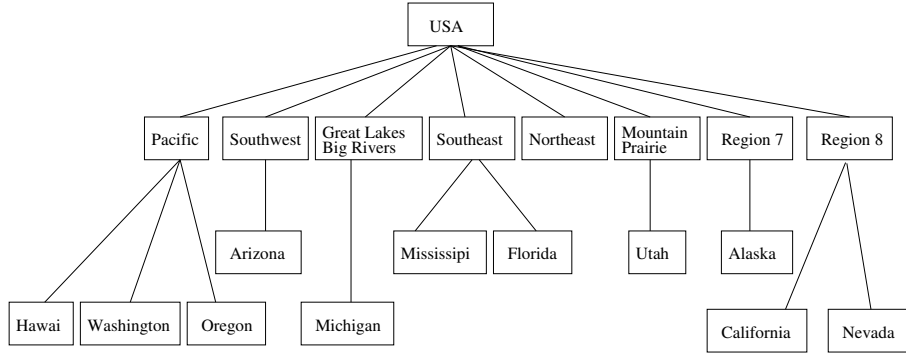 USA
Pacific
Southwest
Great Lakes
Big Rivers
Southeast
Northeast
Mountain
Prairie
Region 7
Region 8
Arizona
Mississipi
Florida
Utah
Alaska
Hawai
Washington
Oregon
Michigan
California
Nevada